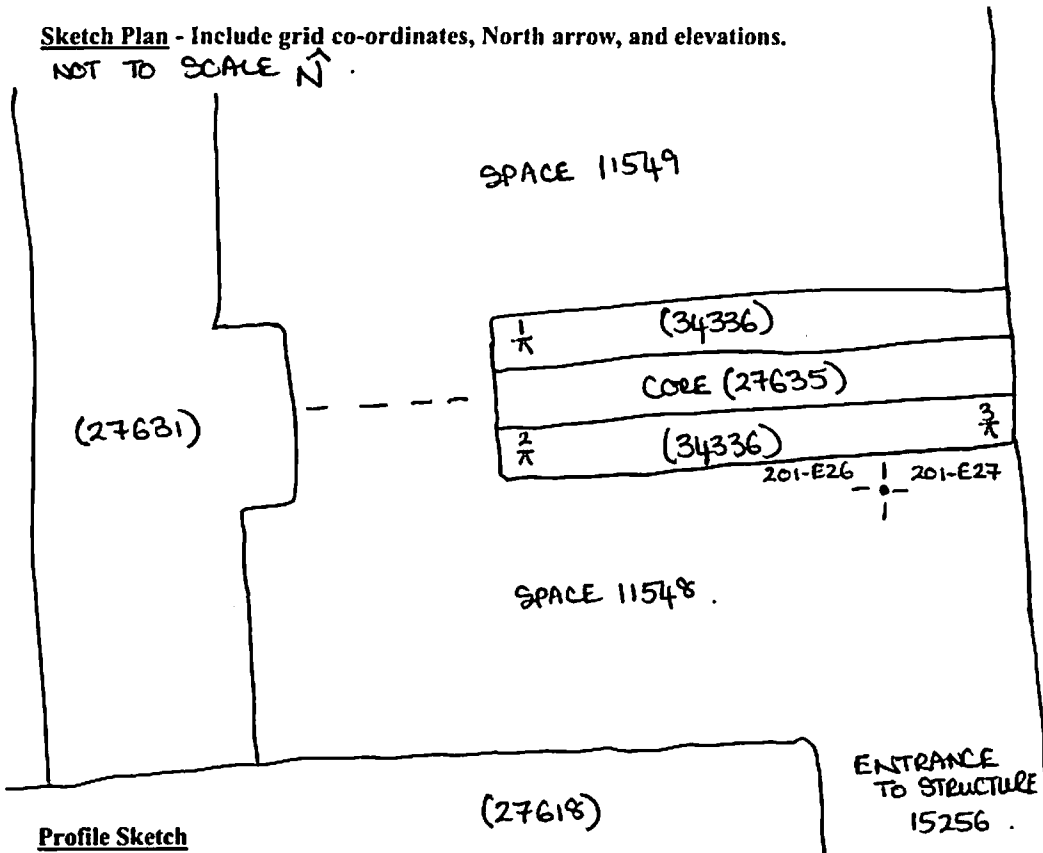 Sketch Plan - Include grid co-ordinates, North arrow, and elevations.
NOT TO SCALE N
SPACE 11549
1 (34336)
CORE (27635)
(27631)
2 (34336) 3
201-E26 201-E27
SPACE 11548.
ENTRANCE
TO STRUCTURE
15256.
(27618)
Profile Sketch